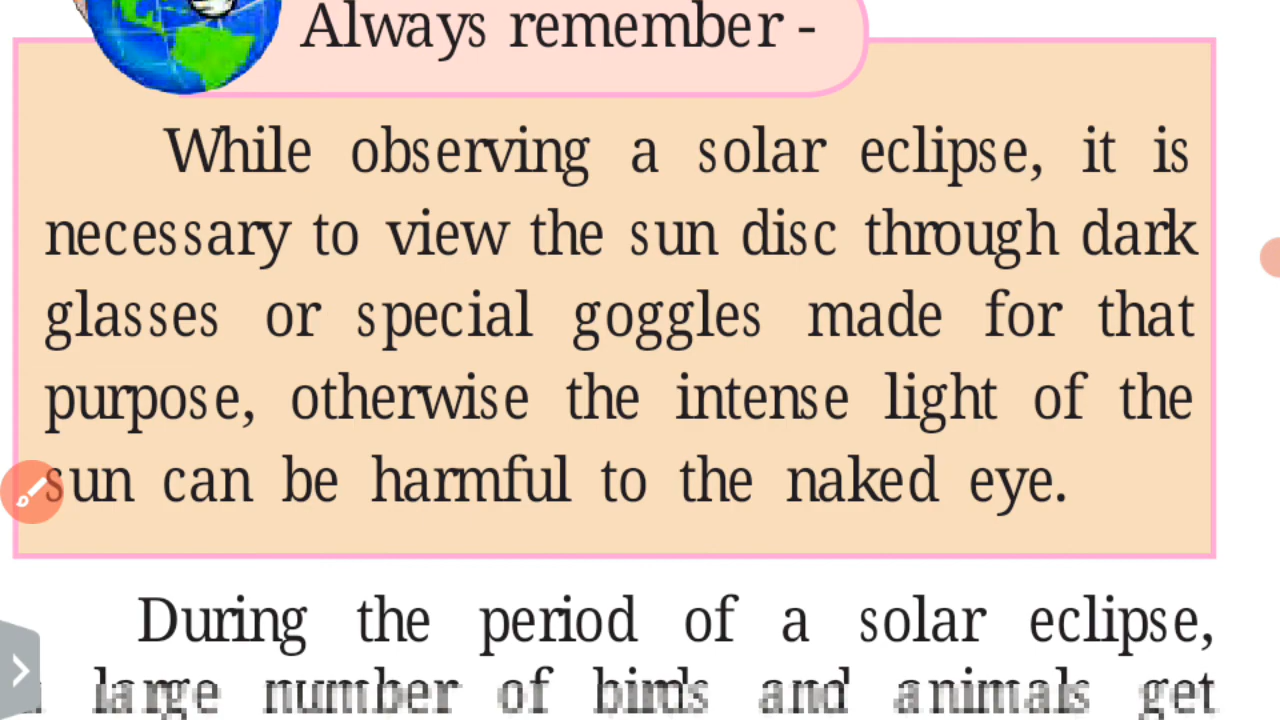 Always remember -
While observing a solar eclipse, it is
necessary to view the sun disc through dark
glasses or special goggles made for that
purpose, otherwise the intense light of the
sun can be harmful to the naked eye.
During the period of a solar eclipse,
large number of birds and animals get